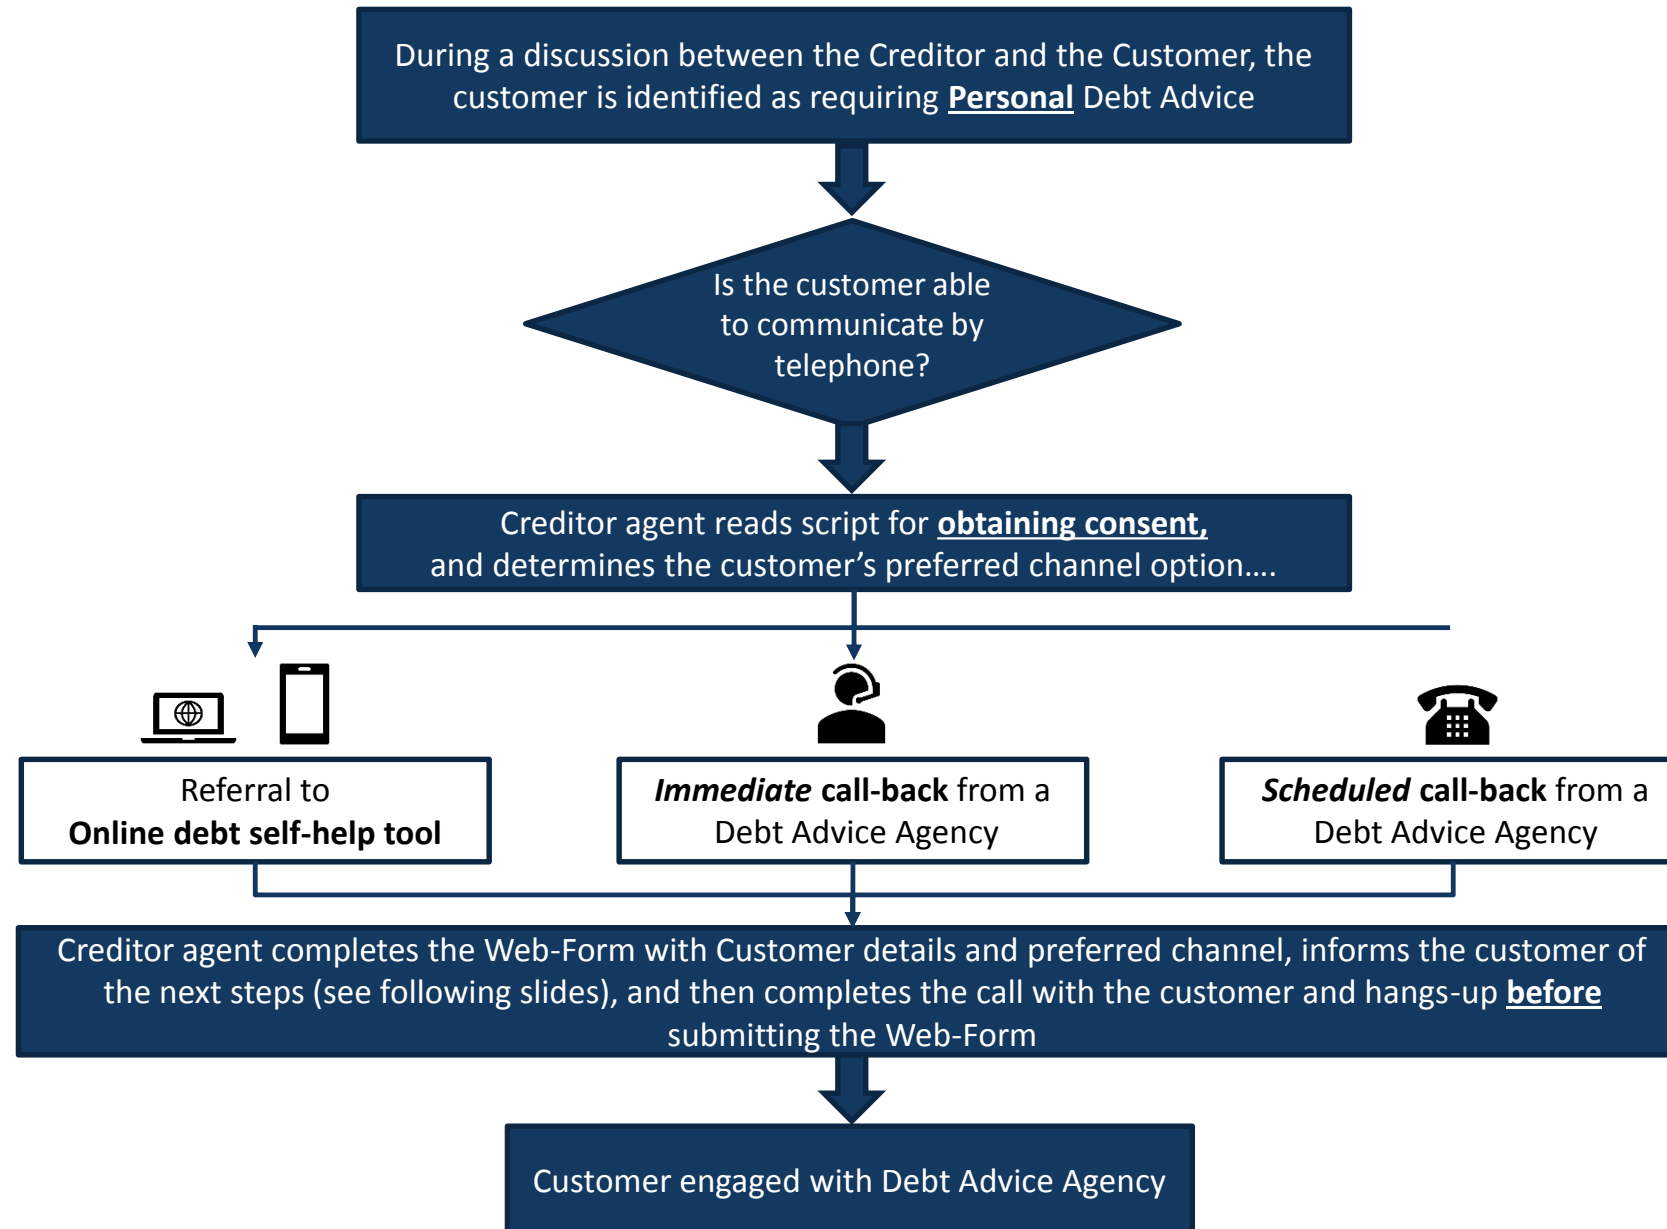 During a discussion between the Creditor and the Customer, the
customer is identified as requiring Personal Debt Advice
Is the customer able
to communicate by
telephone?
Creditor agent reads script for obtaining consent,
and determines the customer’s preferred channel option....
Referral to
Online debt self-help tool
Immediate call-back from a
Debt Advice Agency
Scheduled call-back from a
Debt Advice Agency
Creditor agent completes the Web-Form with Customer details and preferred channel, informs the customer of
the next steps (see following slides), and then completes the call with the customer and hangs-up before
submitting the Web-Form
Customer engaged with Debt Advice Agency